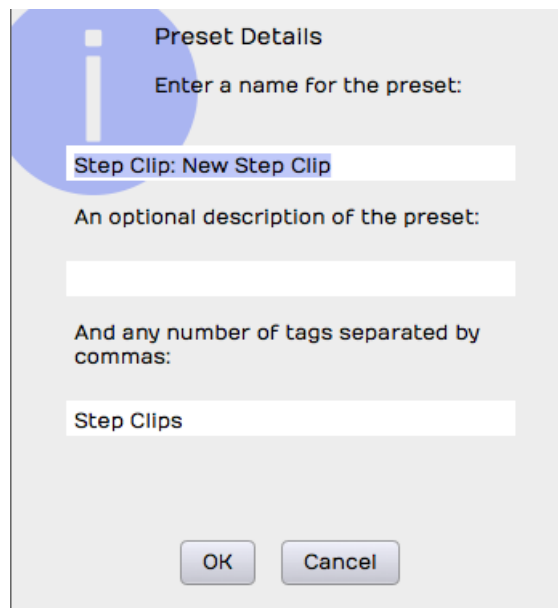 Preset Details
Enter a name for the preset:
Step Clip: New Step Clip
An optional description of the preset:
And any number of tags separated by
commas:
Step Clips
OK
Cancel